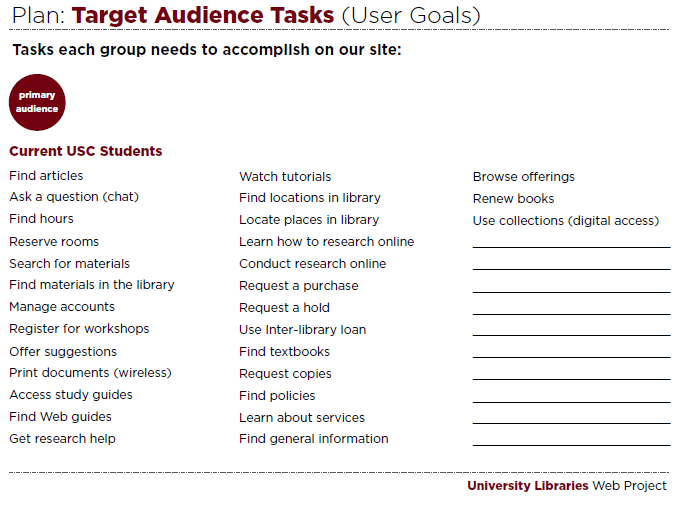 Plan: Target Audience Tasks (User Goals)
Tasks each group needs to accomplish on our site:
primary
audience
Current USC Students
Find articles
Ask a question (chat)
Find hours
Reserve rooms
Search for materials
Find materials in the library
Manage accounts
Register for workshops
Offer suggestions
Print documents (wireless)
Access study guides
Find Web guides
Get research help
Watch tutorials
Find locations in library
Locate places in library
Learn how to research online
Conduct research online
Request a purchase
Request a hold
Use Inter-library loan
Find textbooks
Request copies
Find policies
Learn about services
Find general information
Browse offerings
Renew books
Use collections (digital access)
University Libraries Web Project